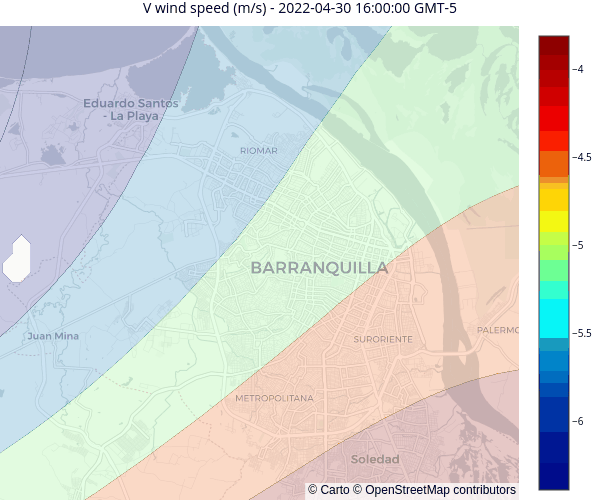 V wind speed (m/s) - 2022-04-30 16:00:00 GMT-5
−4
Eduardo Santos
- La Playa
RIOMAR
−4.5
−5
BARRANQUILLA
Juan Mina
SURORIENTE
PALERMO
−5.5
METROPOLITANA
−6
Soledad
© Carto © OpenStreetMap contributors